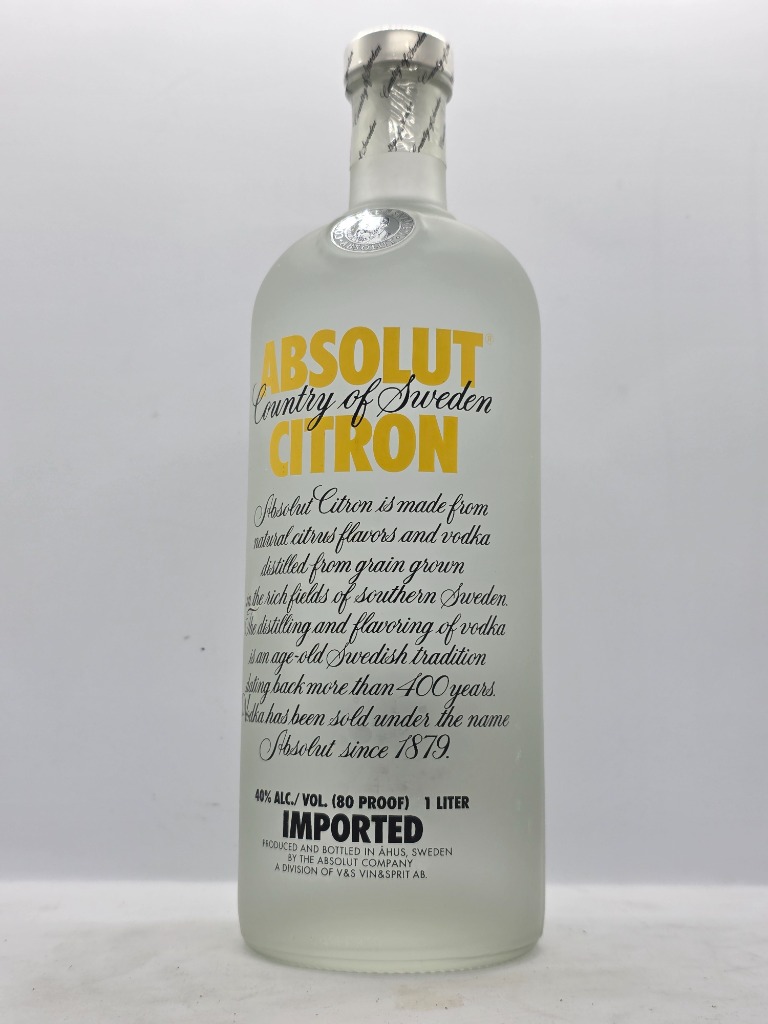 Country of Sweden
ABSOLUT®
Country of Sweden
CITRON
Absolut Citron is made from
natural citrus flavors and vodka
distilled from grain grown
in the rich fields of southern Sweden.
The distilling and flavoring of vodka
is an age-old Swedish tradition
dating back more than 400 years.
Vodka has been sold under the name
Absolut since 1879.
40% ALC./VOL. (80 PROOF) 1 LITER
IMPORTED
PRODUCED AND BOTTLED IN ÅHUS, SWEDEN
BY THE ABSOLUT COMPANY
A DIVISION OF V&S VIN&SPRIT AB.